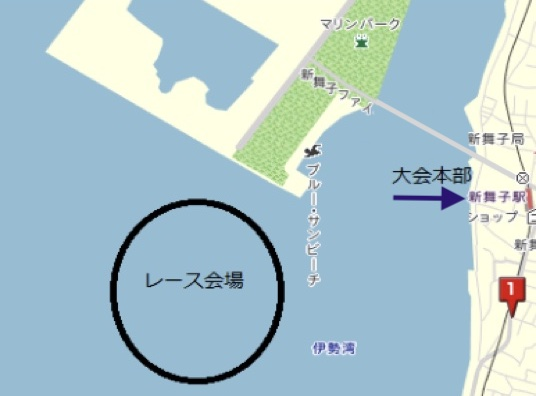 マリンパーク
新舞子ファイ
新舞子局
大会本部
新舞子駅
ショップ
新舞
ブルー・サンビーチ
レース会場
1
伊勢湾